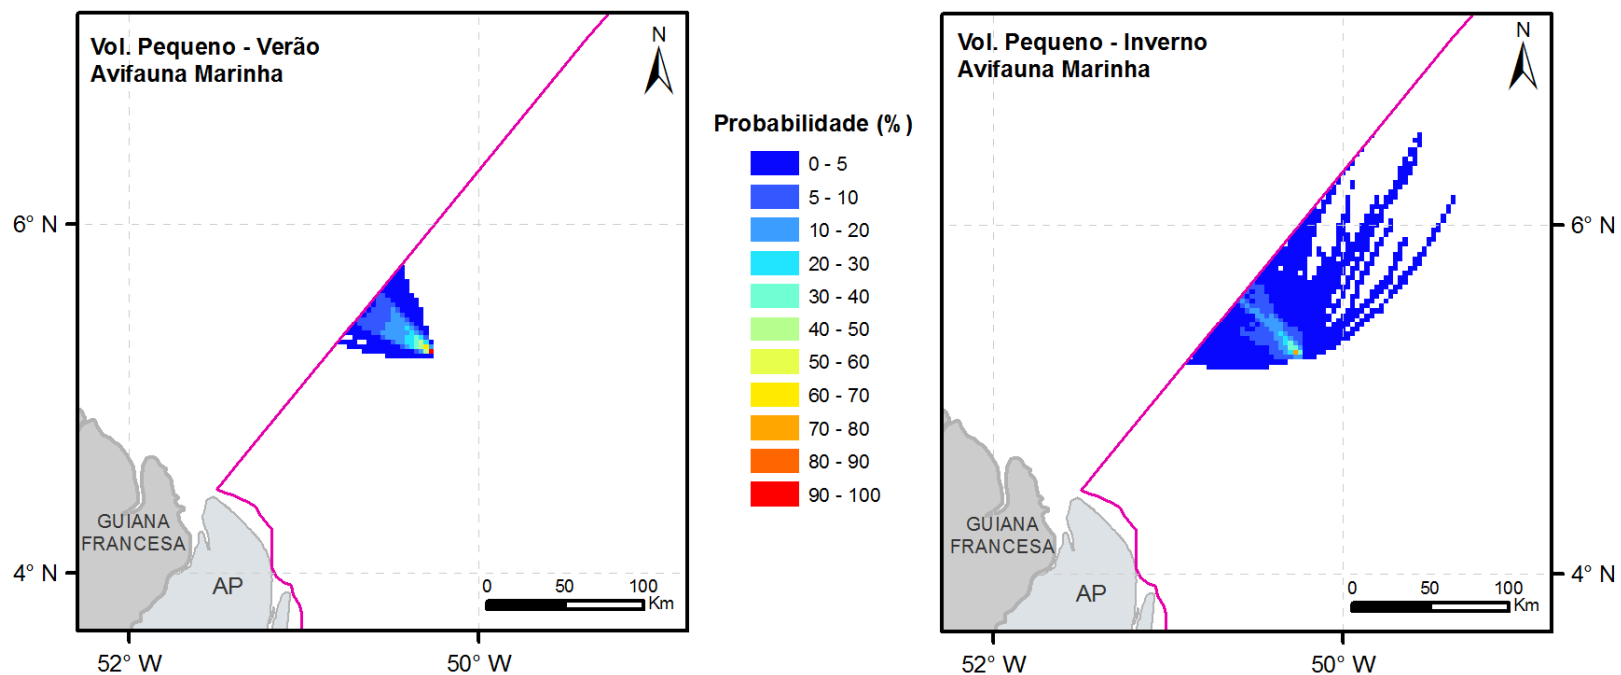 Vol. Pequeno - Verão
Avifauna Marinha
N
6° N
4° N
GUIANA
FRANCESA
AP
0 50 100
Km
52° W
50° W
Probabilidade (%)
0 - 5
5 - 10
10 - 20
20 - 30
30 - 40
40 - 50
50 - 60
60 - 70
70 - 80
80 - 90
90 - 100
Vol. Pequeno - Inverno
Avifauna Marinha
N
6° N
4° N
GUIANA
FRANCESA
AP
0 50 100
Km
52° W
50° W